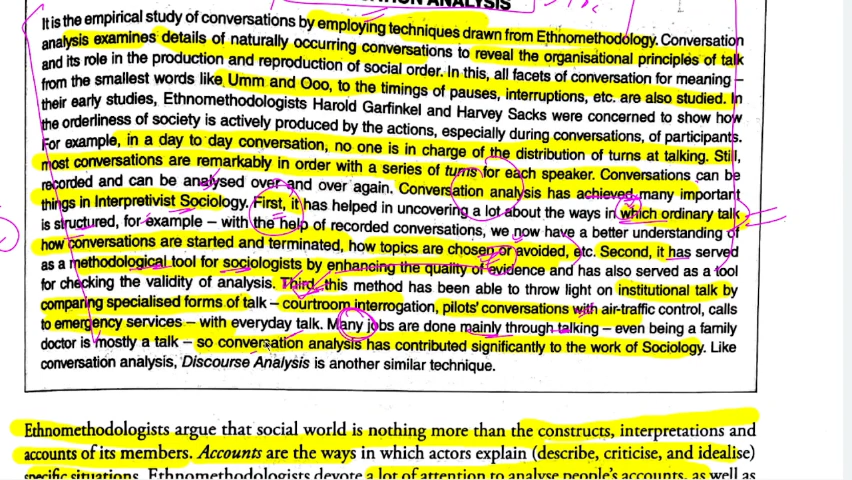 ANALYSIS
It is the empirical study of conversations by employing techniques drawn from Ethnomethodology. Conversation
analysis examines details of naturally occurring conversations to reveal the organisational principles of talk
and its role in the production and reproduction of social order. In this, all facets of conversation for meaning –
from the smallest words like Umm and Ooo, to the timings of pauses, interruptions, etc. are also studied. In
their early studies, Ethnomethodologists Harold Garfinkel and Harvey Sacks were concerned to show how
the orderliness of society is actively produced by the actions, especially during conversations, of participants.
For example, in a day to day conversation, no one is in charge of the distribution of turns at talking. Still,
most conversations are remarkably in order with a series of turns for each speaker. Conversations can be
recorded and can be analysed over and over again. Conversation analysis has achieved many important
things in Interpretivist Sociology. First, it has helped in uncovering a lot about the ways in which ordinary talk
is structured, for example – with the help of recorded conversations, we now have a better understanding of
how conversations are started and terminated, how topics are chosen or avoided, etc. Second, it has served
as a methodological tool for sociologists by enhancing the quality of evidence and has also served as a tool
for checking the validity of analysis. Third, this method has been able to throw light on institutional talk by
comparing specialised forms of talk – courtroom interrogation, pilots' conversations with air-traffic control, calls
to emergency services – with everyday talk. Many jobs are done mainly through talking – even being a family
doctor is mostly a talk – so conversation analysis has contributed significantly to the work of Sociology. Like
conversation analysis, Discourse Analysis is another similar technique.
Ethnomethodologists argue that social world is nothing more than the constructs, interpretations and
accounts of its members. Accounts are the ways in which actors explain (describe, criticise, and idealise)
specific situations. Ethnomethodologists devote a lot of attention to analyse people's accounts, as well as